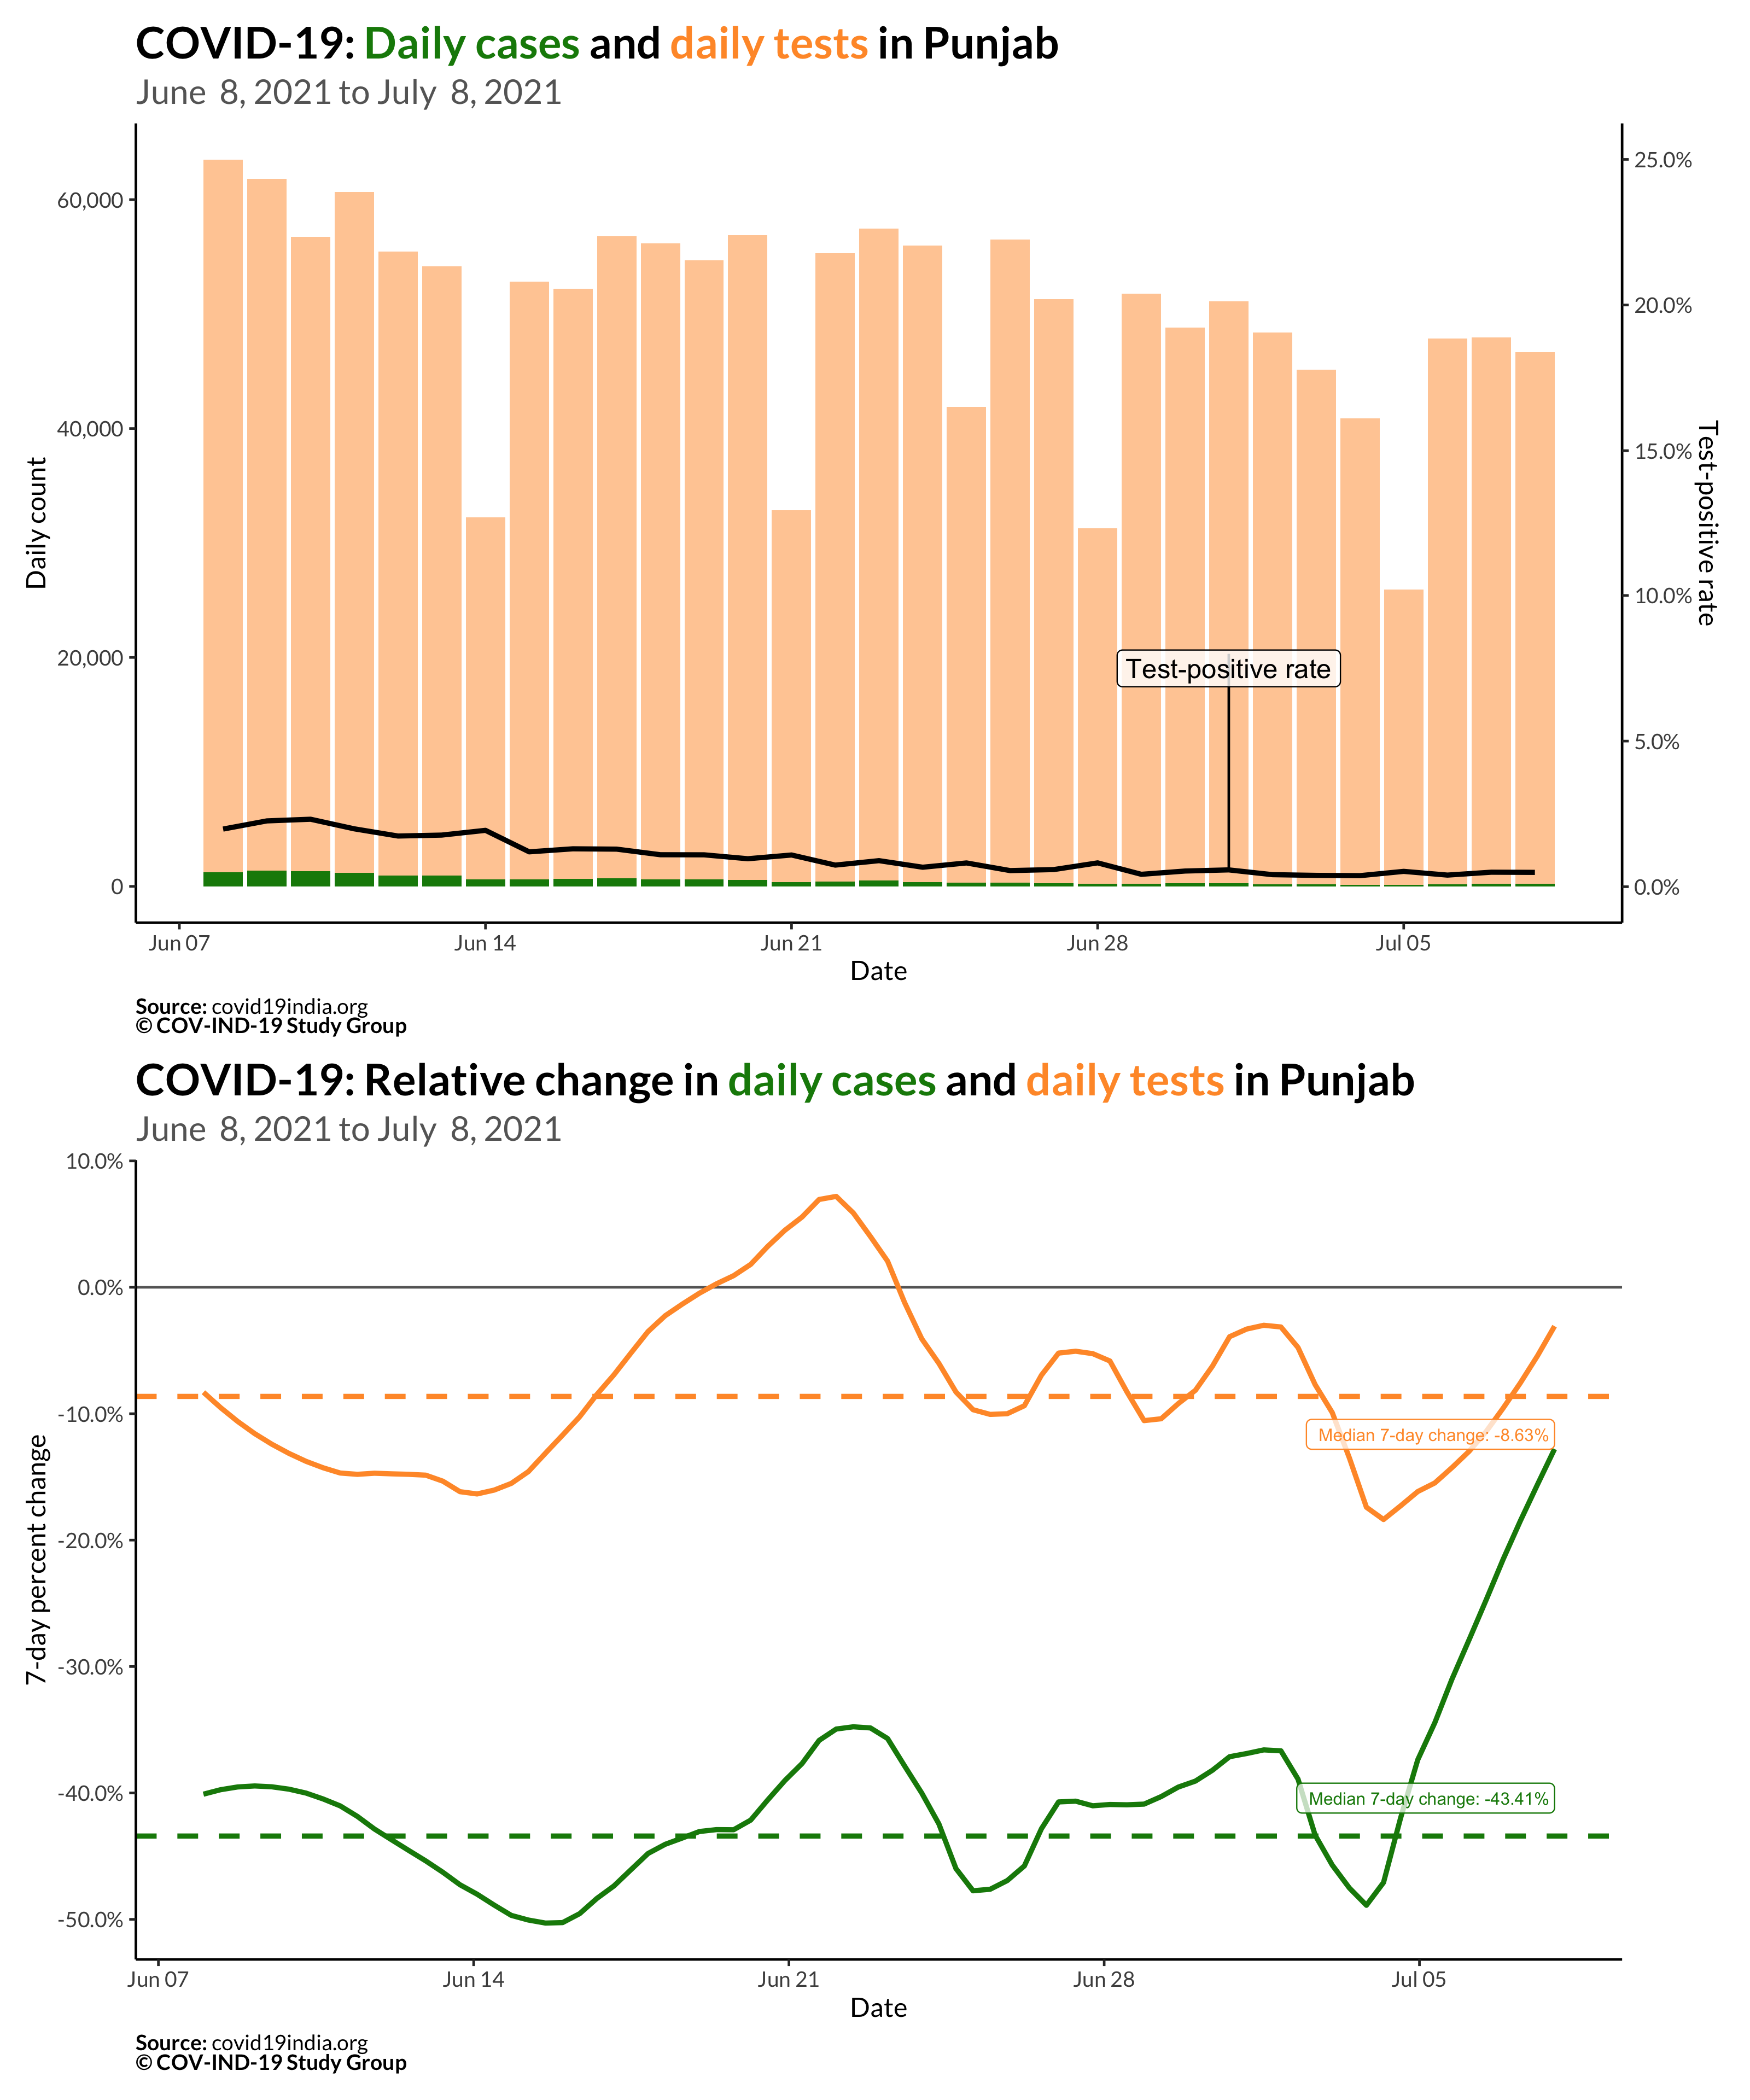 COVID-19: Daily cases and daily tests in Punjab
June 8, 2021 to July 8, 2021
60,000
40,000
20,000
0
Daily count
25.0%
20.0%
15.0%
10.0%
5.0%
0.0%
Test-positive rate
Test-positive rate
Jun 07
Jun 14
Jun 21
Jun 28
Jul 05
Date
Source: covid19india.org
© COV-IND-19 Study Group
COVID-19: Relative change in daily cases and daily tests in Punjab
June 8, 2021 to July 8, 2021
10.0%
0.0%
-10.0%
-20.0%
-30.0%
-40.0%
-50.0%
7-day percent change
Median 7-day change: -8.63%
Median 7-day change: -43.41%
Jun 07
Jun 14
Jun 21
Jun 28
Jul 05
Date
Source: covid19india.org
© COV-IND-19 Study Group